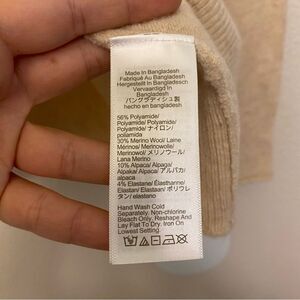 Made In Bangladesh
Fabriqué Au Bangladesh
Hergestellt In Bangladesch
Vervaardigd In
Bangladesh
バングラディシュ製
hecho en bangladesh
56% Polyamide/
Polyamide/ Polyamid/
Polyamide/ ナイロン/
poliamida
30% Merino Wool/ Laine
Mérinos/ Merinowolle/
Merinowol/ メリノウール/
Lana Merino
10% Alpaca/ Alpaga/
Alpaka/ Alpaca/ アルパカ/
alpaca
4% Elastane/ Élasthanne/
Elastan/ Elastaan/ ポリウレ
タン/ elastano
Hand Wash Cold
Separately. Non-chlorine
Bleach Only. Reshape And
Lay Flat To Dry. Iron On
Lowest Setting.